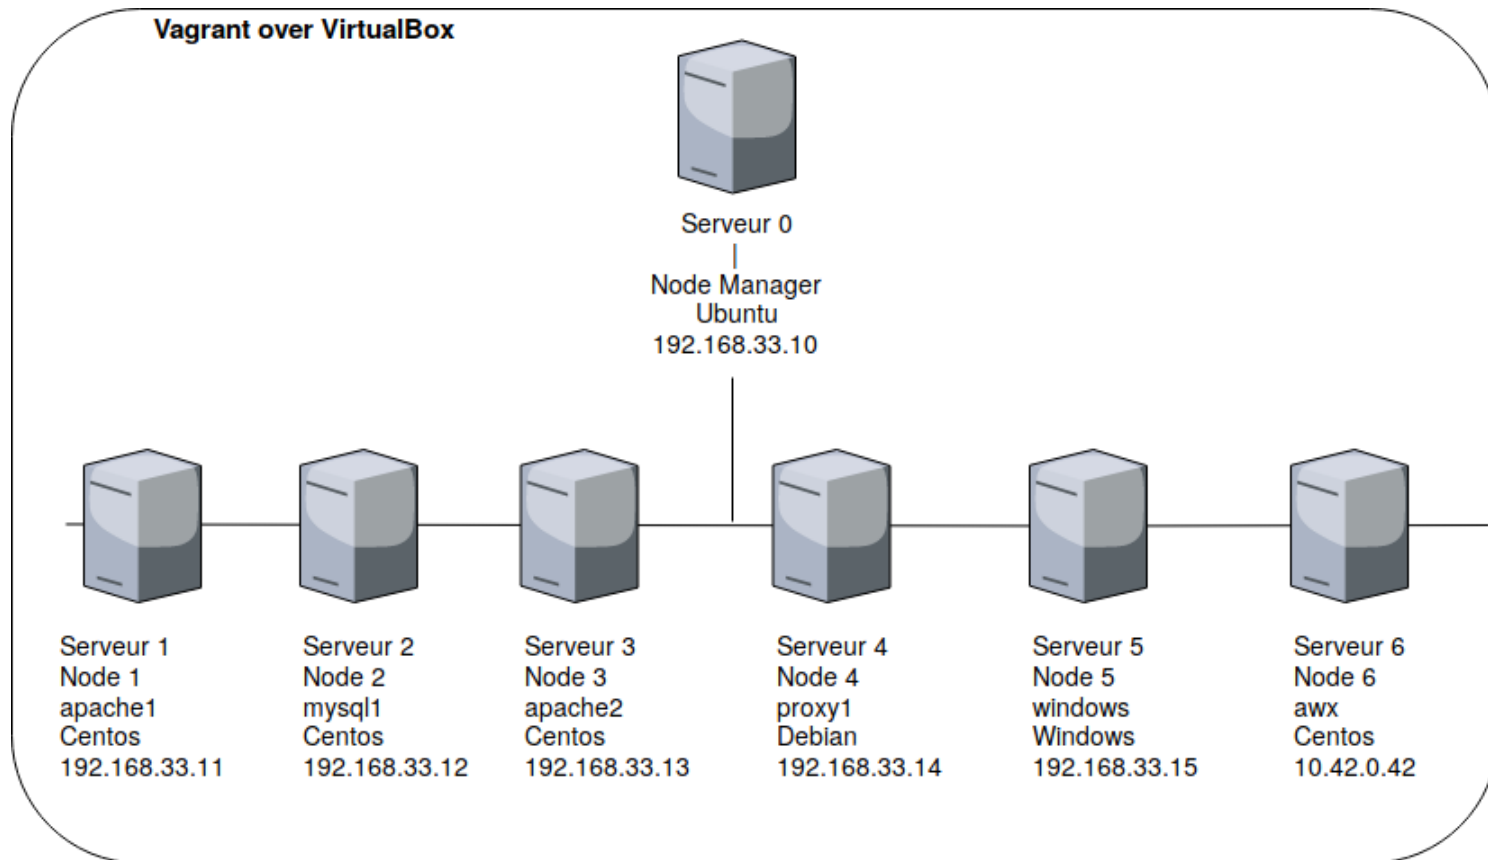 Vagrant over VirtualBox
Serveur 0
|
Node Manager
Ubuntu
192.168.33.10
Serveur 1
Node 1
apache1
Centos
192.168.33.11
Serveur 2
Node 2
mysql1
Centos
192.168.33.12
Serveur 3
Node 3
apache2
Centos
192.168.33.13
Serveur 4
Node 4
proxy1
Debian
192.168.33.14
Serveur 5
Node 5
windows
Windows
192.168.33.15
Serveur 6
Node 6
awx
Centos
10.42.0.42